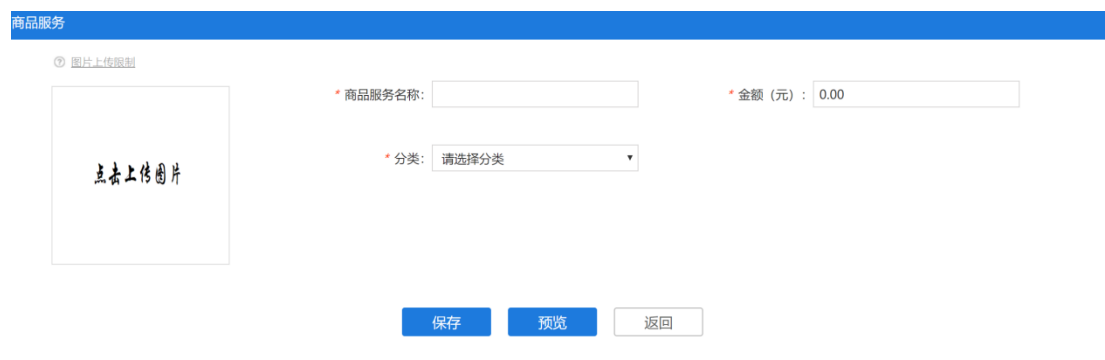 商品服务
图片上传限制
* 商品服务名称:
* 金额（元）: 0.00
点击上传图片
* 分类: 请选择分类
保存 预览 返回